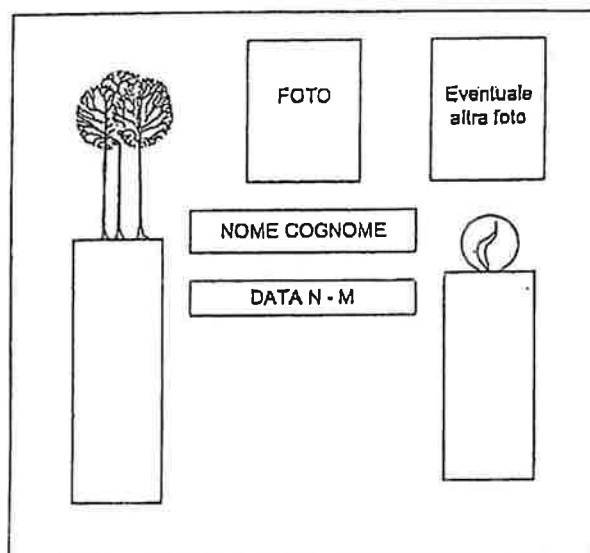 FOTO
Eventuale
altra foto
NOME COGNOME
DATA N - M